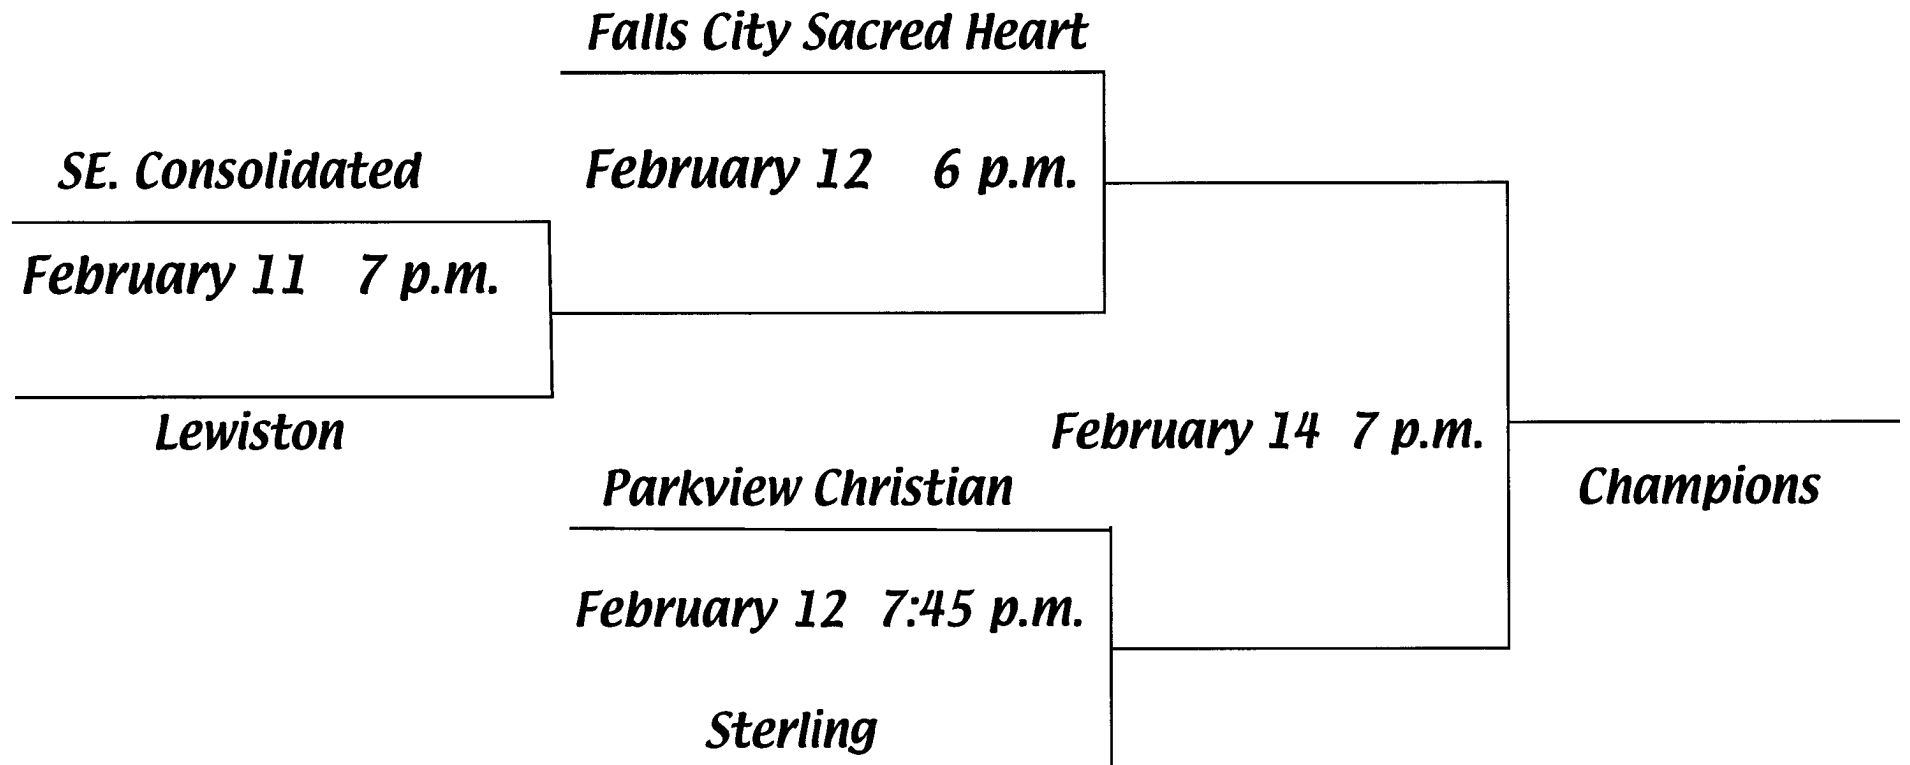 Falls City Sacred Heart
SE. Consolidated
February 12 6 p.m.
February 11 7 p.m.
Lewiston
February 14 7 p.m.
Parkview Christian
Champions
February 12 7:45 p.m.
Sterling